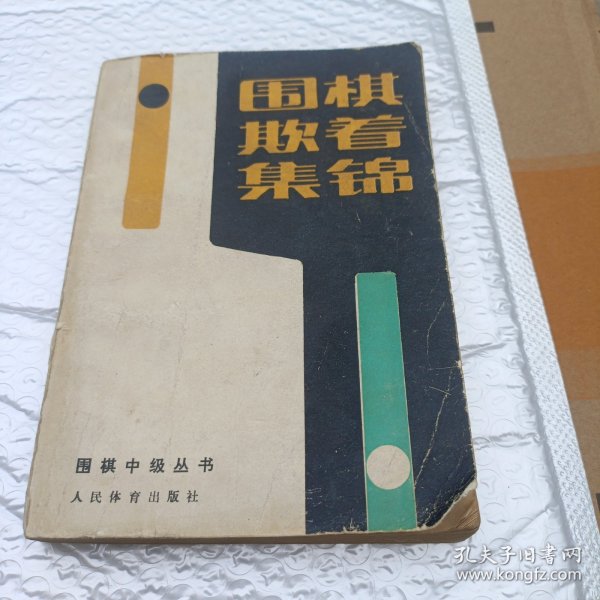 围棋
欺着
集锦
围棋中级丛书
人民体育出版社
孔夫子旧书网
www.kongfz.com